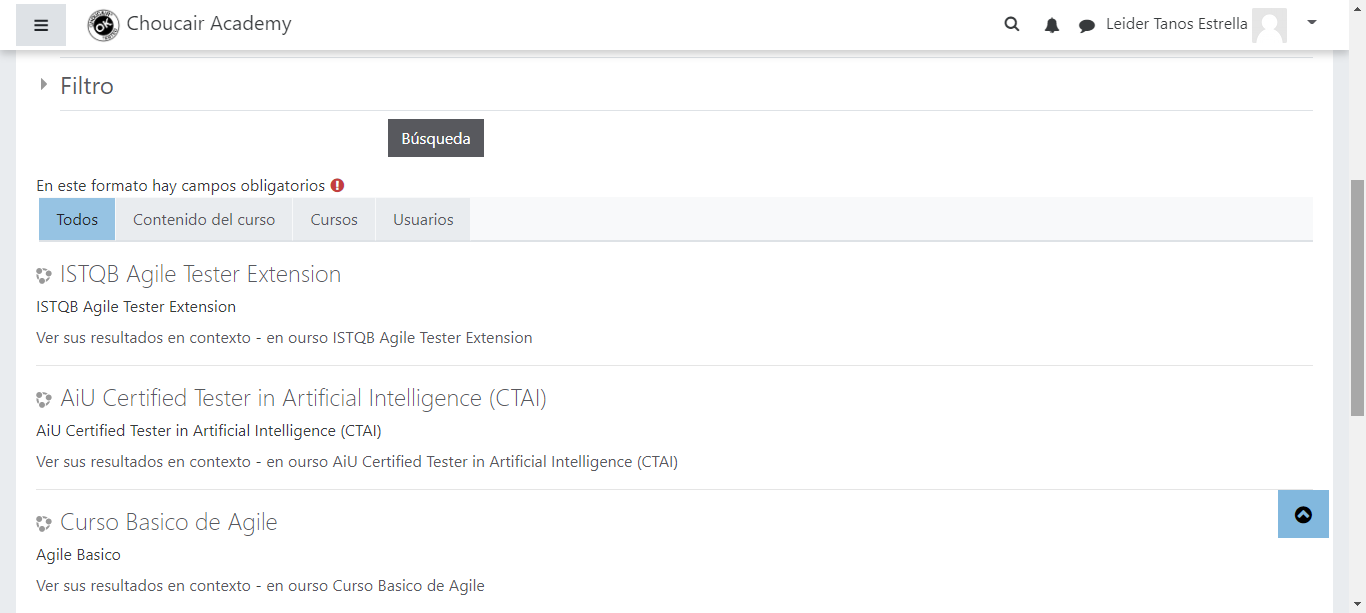 Choucair Academy
Leider Tanos Estrella
Filtro
Búsqueda
En este formato hay campos obligatorios
Todos Contenido del curso Cursos Usuarios
ISTQB Agile Tester Extension
ISTQB Agile Tester Extension
Ver sus resultados en contexto - en ourso ISTQB Agile Tester Extension
AiU Certified Tester in Artificial Intelligence (CTAI)
AiU Certified Tester in Artificial Intelligence (CTAI)
Ver sus resultados en contexto - en ourso AiU Certified Tester in Artificial Intelligence (CTAI)
Curso Basico de Agile
Agile Basico
Ver sus resultados en contexto - en ourso Curso Basico de Agile